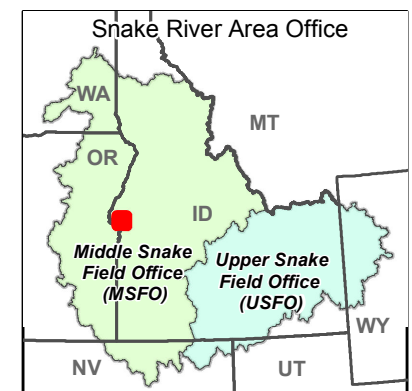 Snake River Area Office
WA
MT
OR
ID
Middle Snake
Field Office
(MSFO)
Upper Snake
Field Office
(USFO)
WY
NV
UT